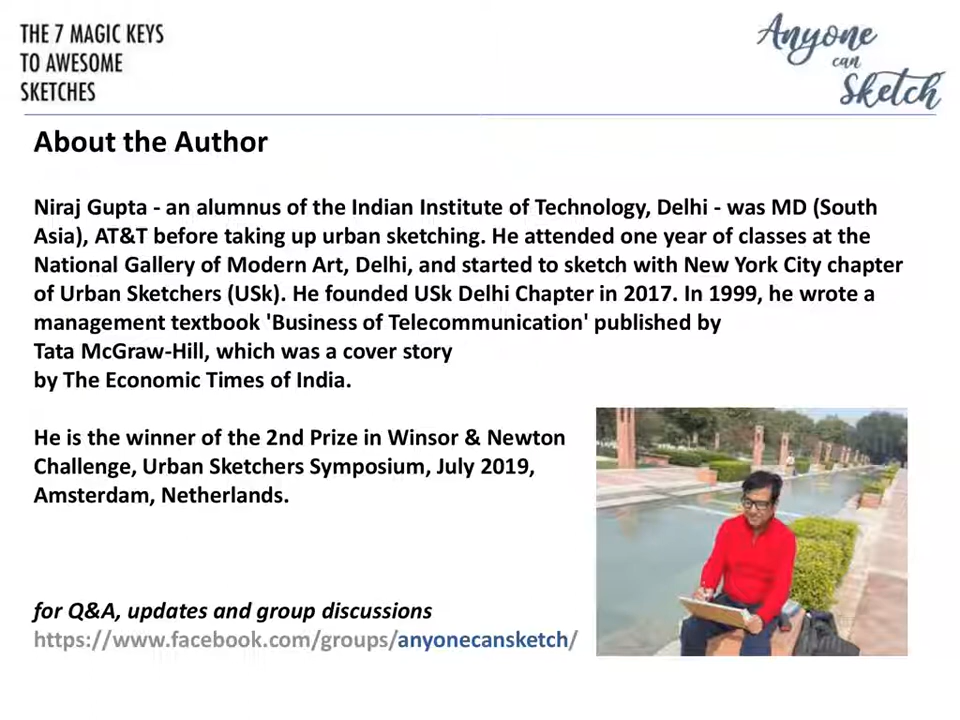 THE 7 MAGIC KEYS
TO AWESOME
SKETCHES
Anyone
can
Sketch
About the Author
Niraj Gupta - an alumnus of the Indian Institute of Technology, Delhi - was MD (South
Asia), AT&T before taking up urban sketching. He attended one year of classes at the
National Gallery of Modern Art, Delhi, and started to sketch with New York City chapter
of Urban Sketchers (USk). He founded USk Delhi Chapter in 2017. In 1999, he wrote a
management textbook 'Business of Telecommunication' published by
Tata McGraw-Hill, which was a cover story
by The Economic Times of India.
He is the winner of the 2nd Prize in Winsor & Newton
Challenge, Urban Sketchers Symposium, July 2019,
Amsterdam, Netherlands.
for Q&A, updates and group discussions
https://www.facebook.com/groups/anyonecansketch/